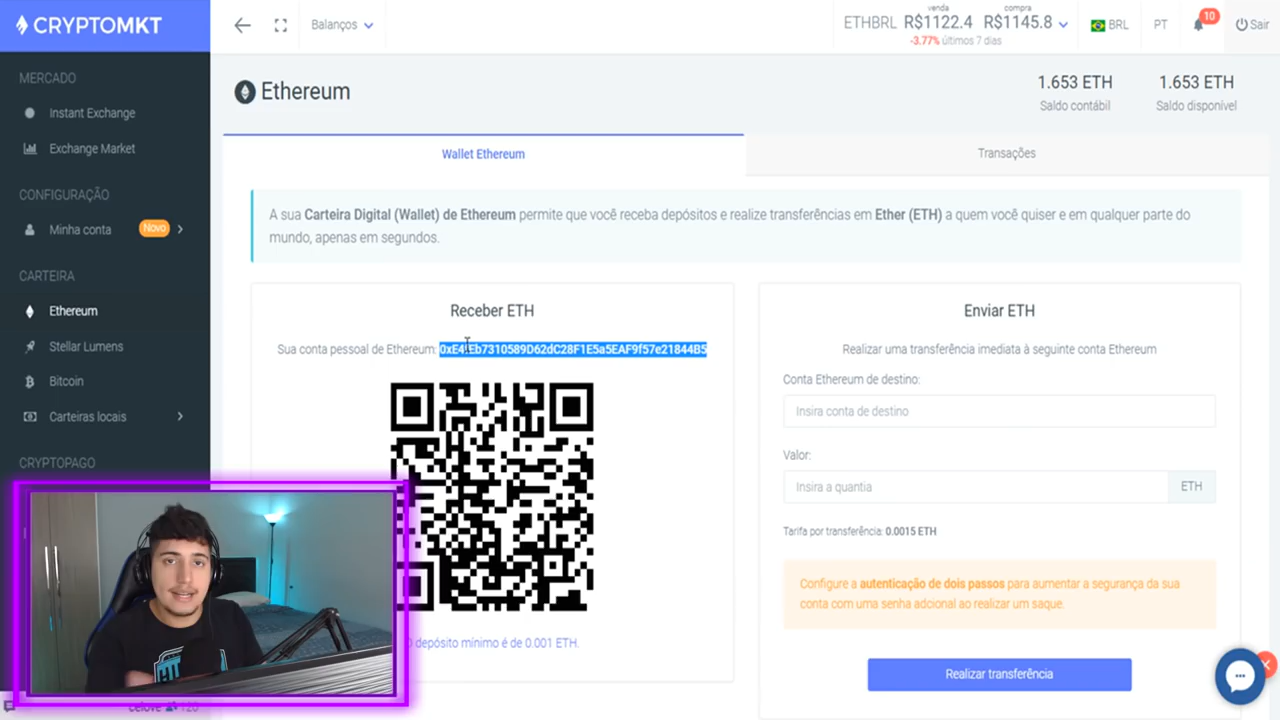 CRYPTOMKT
Balanços
venda
compra
ETHBRL R$1122.4 R$1145.8
-3.77% últimos 7 dias
BRL
PT
10
Sair
MERCADO
Instant Exchange
Exchange Market
CONFIGURAÇÃO
Minha conta Novo
CARTEIRA
Ethereum
Stellar Lumens
Bitcoin
Carteiras locais
CRYPTOPAGO
Ethereum
1.653 ETH
Saldo contábil
1.653 ETH
Saldo disponível
Wallet Ethereum
Transações
A sua Carteira Digital (Wallet) de Ethereum permite que você receba depósitos e realize transferências em Ether (ETH) a quem você quiser e em qualquer parte do
mundo, apenas em segundos.
Receber ETH
Sua conta pessoal de Ethereum:
depósito mínimo é de 0.001 ETH.
Enviar ETH
Realizar uma transferência imediata à seguinte conta Ethereum
Conta Ethereum de destino:
Insira conta de destino
Valor:
Insira a quantia
ETH
Tarifa por transferência: 0.0015 ETH
Configure a autenticação de dois passos para aumentar a segurança da sua
conta com uma senha adcional ao realizar um saque.
Realizar transferência